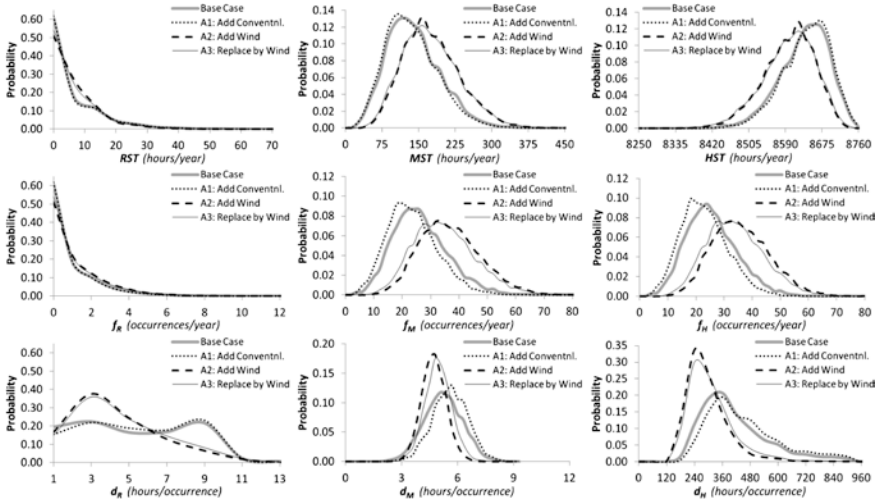 Probability
0.60
0.50
0.40
0.30
0.20
0.10
0.00
Base Case
A1: Add Conventnl.
A2: Add Wind
A3: Replace by Wind
0 10 20 30 40 50 60 70
RST (hours/year)
Probability
0.14
0.12
0.10
0.08
0.06
0.04
0.02
0.00
Base Case
A1: Add Conventnl.
A2: Add Wind
A3: Replace by Wind
0 75 150 225 300 375 450
MST (hours/year)
Probability
0.14
0.12
0.10
0.08
0.06
0.04
0.02
0.00
Base Case
A1: Add Conventnl.
A2: Add Wind
A3: Replace by Wind
8250 8335 8420 8505 8590 8675 8760
HST (hours/year)
Probability
0.60
0.50
0.40
0.30
0.20
0.10
0.00
Base Case
A1: Add Conventnl.
A2: Add Wind
A3: Replace by Wind
0 2 4 6 8 10 12
fR (occurrences/year)
Probability
0.12
0.10
0.08
0.06
0.04
0.02
0.00
Base Case
A1: Add Conventnl.
A2: Add Wind
A3: Replace by Wind
0 10 20 30 40 50 60 70 80
fM (occurrences/year)
Probability
0.12
0.10
0.08
0.06
0.04
0.02
0.00
Base Case
A1: Add Conventnl.
A2: Add Wind
A3: Replace by Wind
0 20 40 60 80
fH (occurrences/year)
Probability
0.60
0.50
0.40
0.30
0.20
0.10
0.00
Base Case
A1: Add Conventnl.
A2: Add Wind
A3: Replace by Wind
1 3 5 7 9 11 13
dR (hours/occurrence)
Probability
0.20
0.15
0.10
0.05
0.00
Base Case
A1: Add Conventnl.
A2: Add Wind
A3: Replace by Wind
0 3 6 9 12
dM (hours/occurrence)
Probability
0.35
0.30
0.25
0.20
0.15
0.10
0.05
0.00
Base Case
A1: Add Conventnl.
A2: Add Wind
A3: Replace by Wind
0 120 240 360 480 600 720 840 960
dH (hours/occurrence)